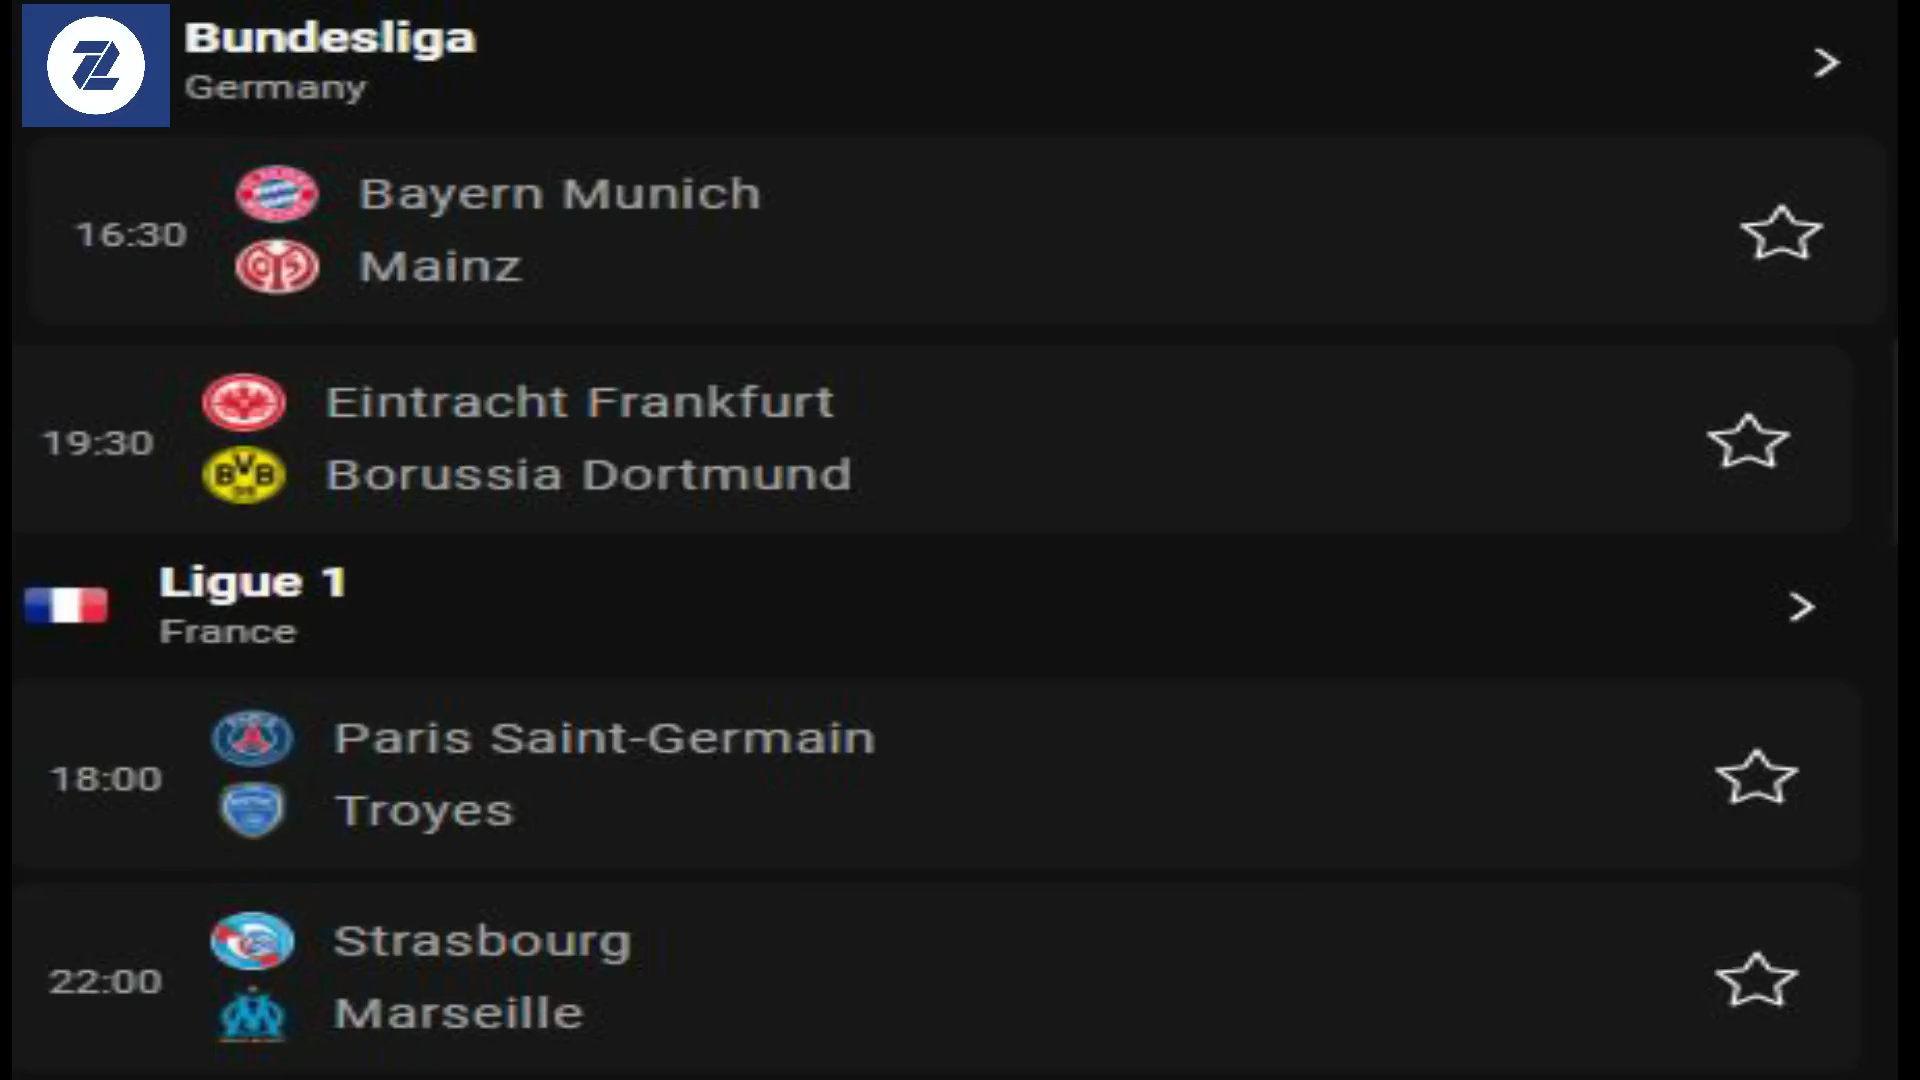 Bundesliga
Germany
16:30
Bayern Munich
Mainz
19:30
Eintracht Frankfurt
Borussia Dortmund
BVB
Ligue 1
France
18:00
Paris Saint-Germain
Troyes
22:00
Strasbourg
Marseille